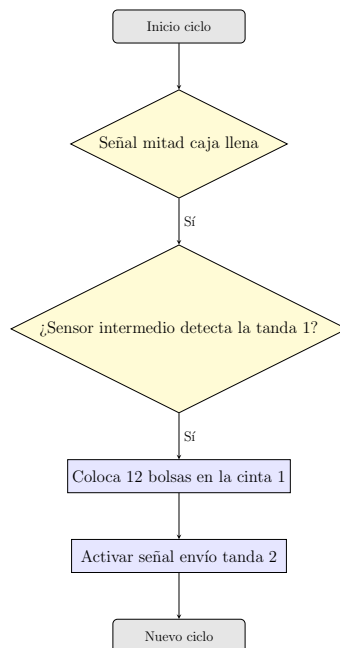 Inicio ciclo
Señal mitad caja llena
Sí
¿Sensor intermedio detecta la tanda 1?
Sí
Coloca 12 bolsas en la cinta 1
Activar señal envío tanda 2
Nuevo ciclo